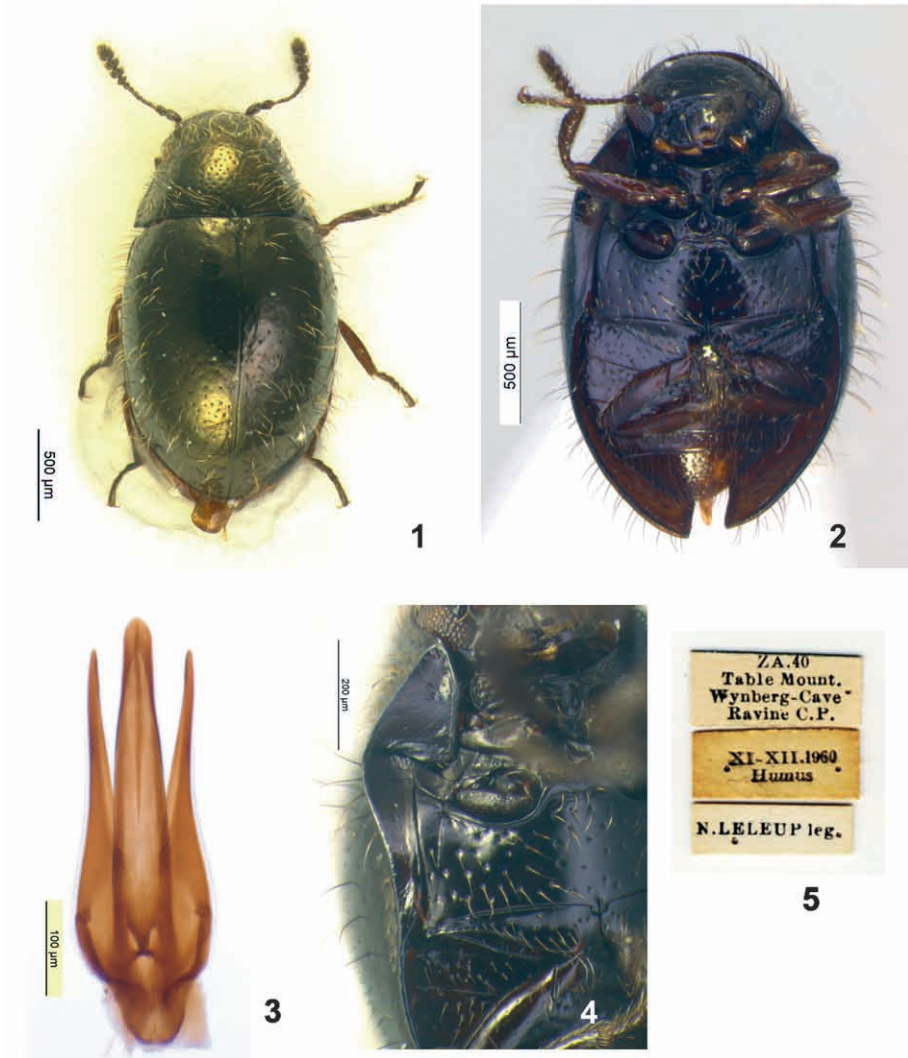 500 µm
1
500 µm
2
100 µm
3
200 µm
4
ZA.40
Table Mount.
Wynberg-Cave
Ravine C.P.
XI-XII.1960
Humus
N.LELEUP leg.
5